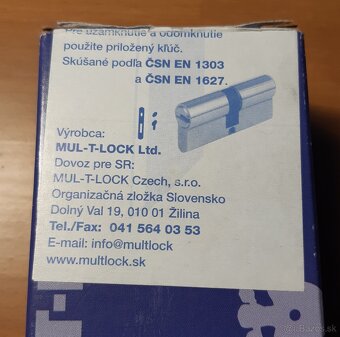 Pre uzamknutie a odomknutie
použite priložený kľúč.
Skúšané podľa ČSN EN 1303
a ČSN EN 1627.
Výrobca:
MUL-T-LOCK Ltd.
Dovoz pre SR:
MUL-T-LOCK Czech, s.r.o.
Organizačná zložka Slovensko
Dolný Val 19, 010 01 Žilina
Tel./Fax: 041 564 03 53
E-mail: info@multlock
www.multlock.sk